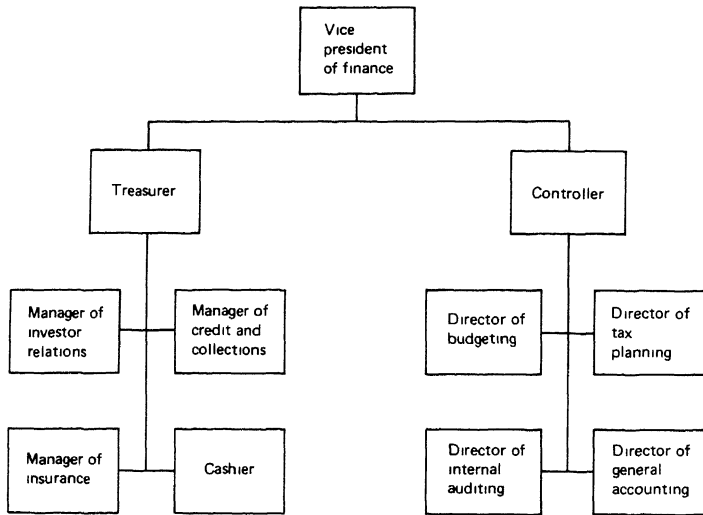 Vice
president
of finance
Treasurer
Controller
Manager of
investor
relations
Manager of
credit and
collections
Director of
budgeting
Director of
tax
planning
Manager of
insurance
Cashier
Director of
internal
auditing
Director of
general
accounting